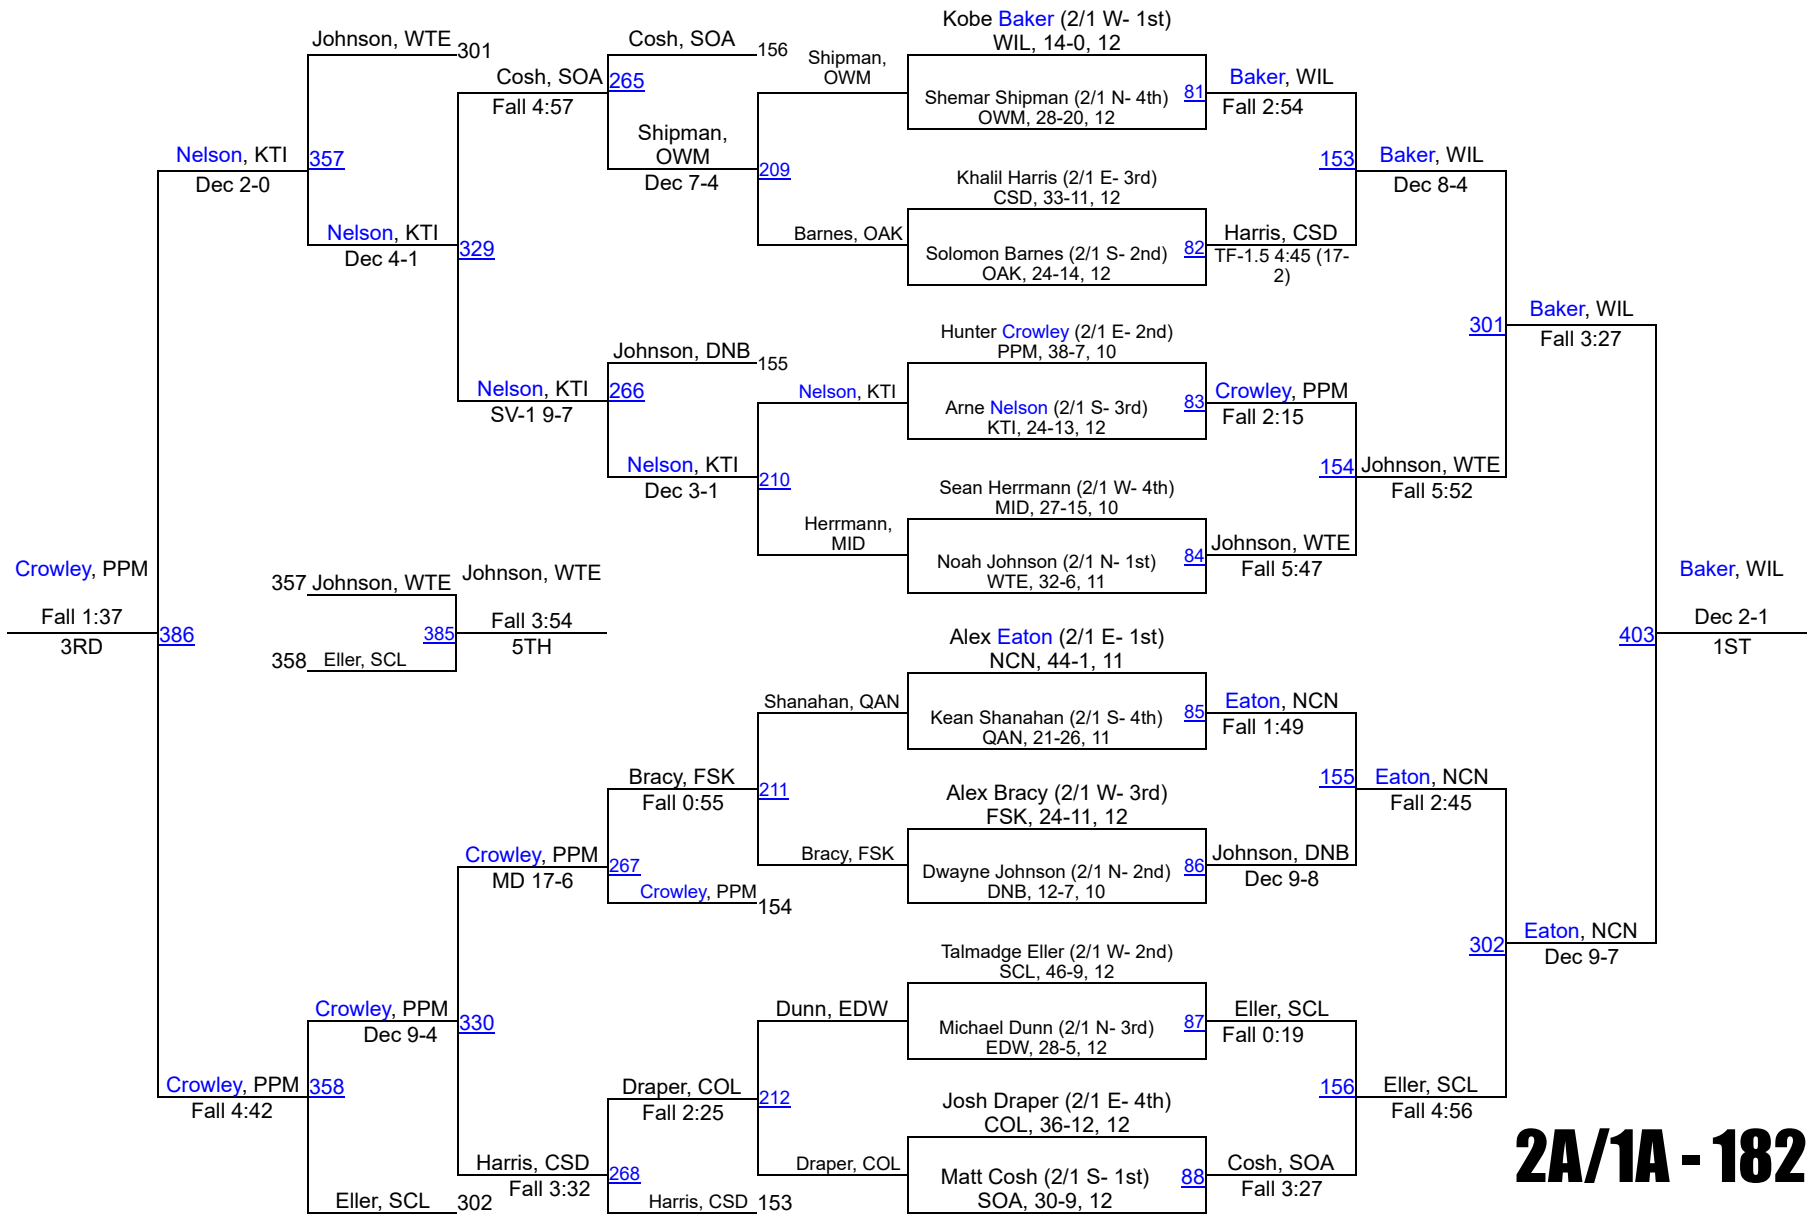 Kobe Baker (2/1 W- 1st)
WIL, 14-0, 12
Johnson, WTE
301
Cosh, SOA
156
Shipman,
OWM
Cosh, SOA
265
Fall 4:57
Shemar Shipman (2/1 N- 4th)
OWM, 28-20, 12
81
Baker, WIL
Fall 2:54
Shipman,
OWM
Dec 7-4
Nelson, KTI
357
Dec 2-0
209
153
Baker, WIL
Dec 8-4
Khalil Harris (2/1 E- 3rd)
CSD, 33-11, 12
Nelson, KTI
Dec 4-1
329
Barnes, OAK
Solomon Barnes (2/1 S- 2nd)
OAK, 24-14, 12
82
Harris, CSD
TF-1.5 4:45 (17-
2)
301
Baker, WIL
Fall 3:27
Hunter Crowley (2/1 E- 2nd)
PPM, 38-7, 10
Johnson, DNB
155
Nelson, KTI
266
SV-1 9-7
Nelson, KTI
Arne Nelson (2/1 S- 3rd)
KTI, 24-13, 12
83
Crowley, PPM
Fall 2:15
Nelson, KTI
Dec 3-1
210
154
Johnson, WTE
Fall 5:52
Sean Herrmann (2/1 W- 4th)
MID, 27-15, 10
Herrmann,
MID
Noah Johnson (2/1 N- 1st)
WTE, 32-6, 11
84
Johnson, WTE
Fall 5:47
Crowley, PPM
Fall 1:37
3RD
386
357
Johnson, WTE
Johnson, WTE
385
Fall 3:54
5TH
358
Eller, SCL
Baker, WIL
403
Dec 2-1
1ST
Alex Eaton (2/1 E- 1st)
NCN, 44-1, 11
Shanahan, QAN
Kean Shanahan (2/1 S- 4th)
QAN, 21-26, 11
85
Eaton, NCN
Fall 1:49
Bracy, FSK
Fall 0:55
211
155
Eaton, NCN
Fall 2:45
Alex Bracy (2/1 W- 3rd)
FSK, 24-11, 12
Crowley, PPM
MD 17-6
267
Bracy, FSK
Dwayne Johnson (2/1 N- 2nd)
DNB, 12-7, 10
86
Johnson, DNB
Dec 9-8
Crowley, PPM
154
302
Eaton, NCN
Dec 9-7
Talmadge Eller (2/1 W- 2nd)
SCL, 46-9, 12
Crowley, PPM
Dec 9-4
330
Dunn, EDW
Michael Dunn (2/1 N- 3rd)
EDW, 28-5, 12
87
Eller, SCL
Fall 0:19
Crowley, PPM
358
Fall 4:42
Draper, COL
Fall 2:25
212
156
Eller, SCL
Fall 4:56
Josh Draper (2/1 E- 4th)
COL, 36-12, 12
Harris, CSD
Fall 3:32
268
Draper, COL
Matt Cosh (2/1 S- 1st)
SOA, 30-9, 12
88
Cosh, SOA
Fall 3:27
Eller, SCL
302
Harris, CSD
153
2A/1A - 182